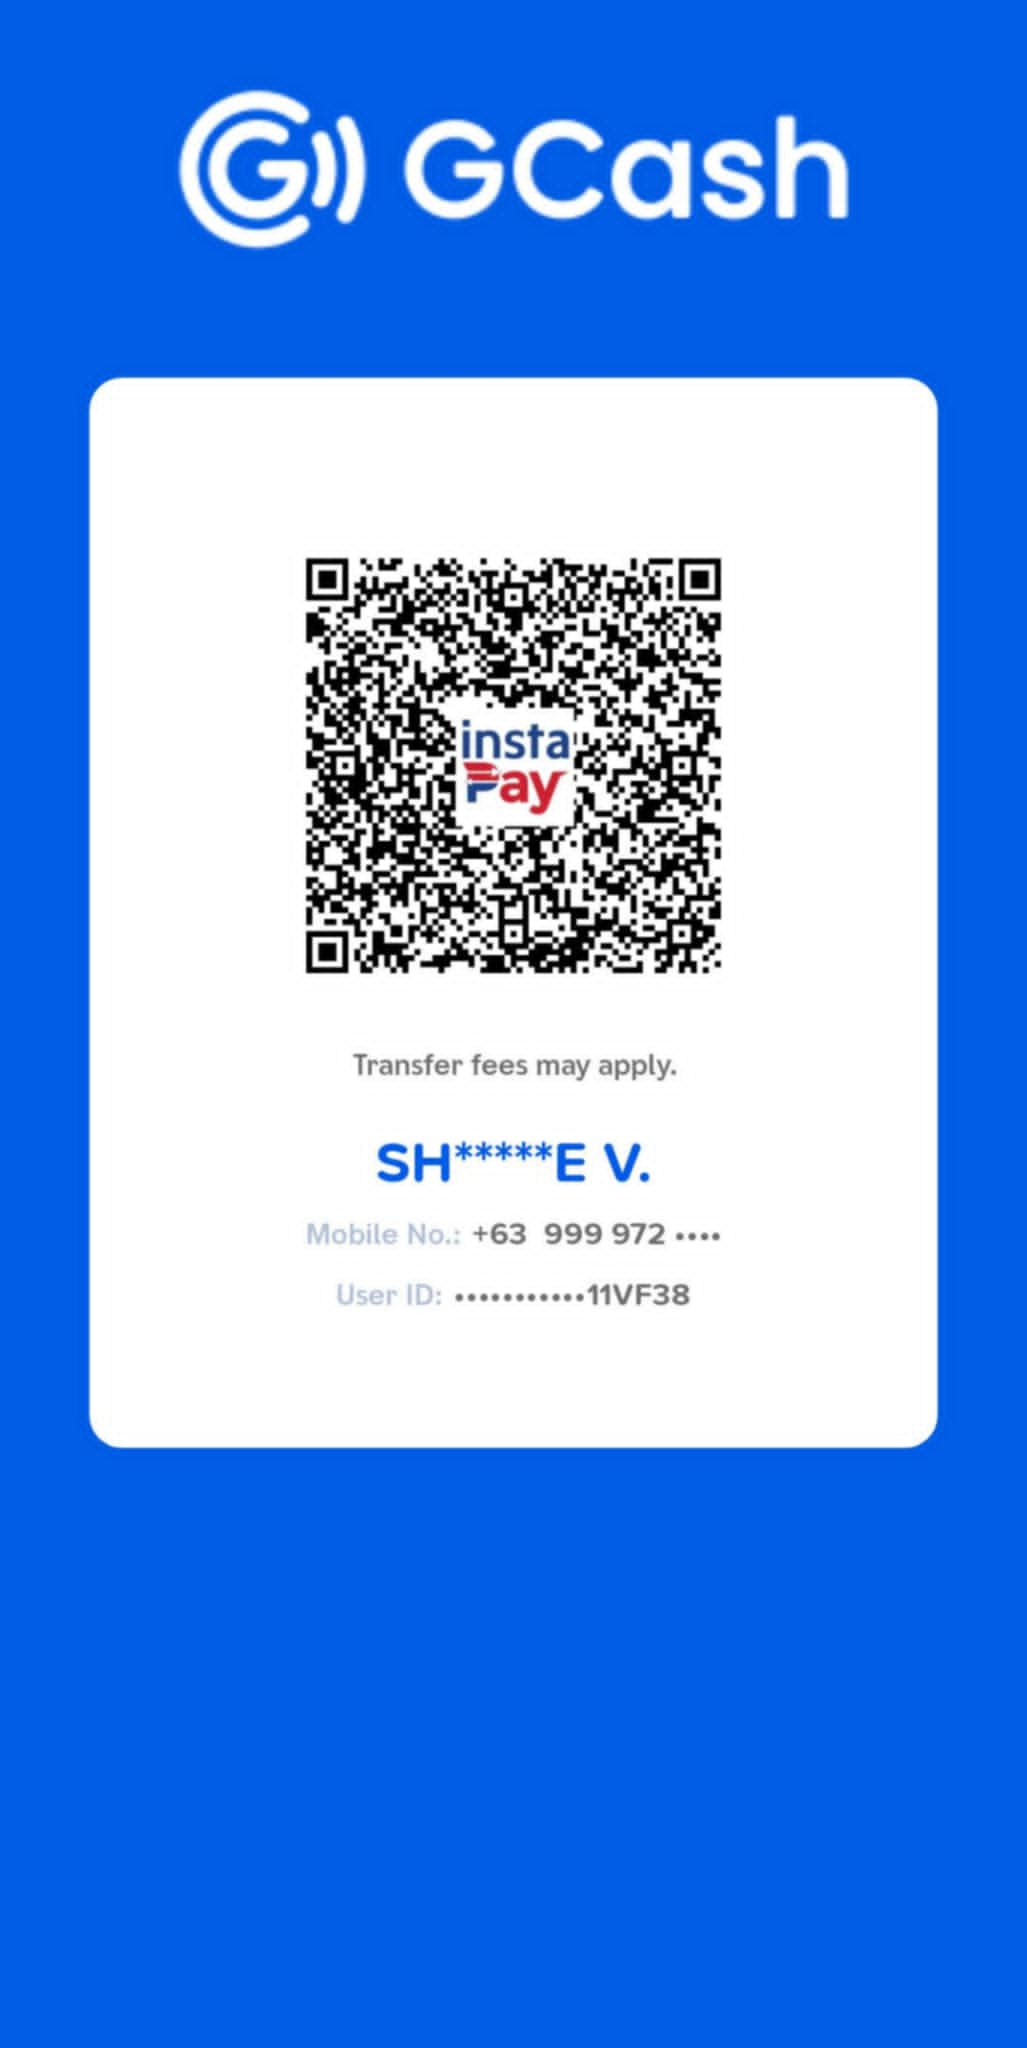 GCash
insta
Pay
Transfer fees may apply.
SH*****E V.
Mobile No.: +63 999 972 ••••
User ID: •••••••••••11VF38